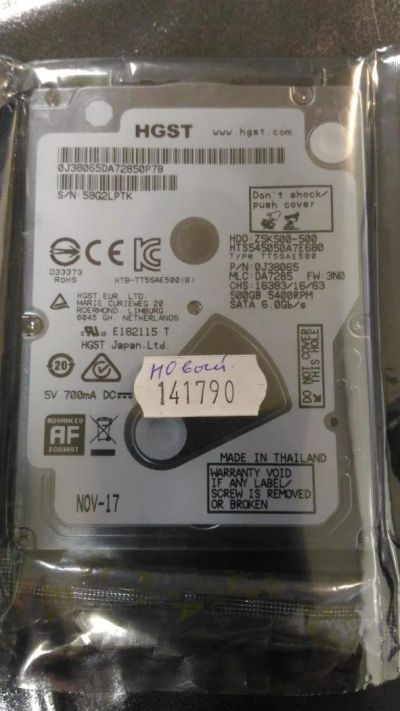 HGST www.hgst.com
0J38065DA72850P7B
S/N:58G2LPTK
Don't shock/
push cover
HDD:Z5K500-500
HTS545050A7E680
TYPE TT5SAE500
P/N:0J38065
MLC:DA7285 FW:3N0
CHS:16383/16/63
500GB 5400RPM
SATA 6.0Gb/s
D33373
RoHS
HTB-TT5SAE500(B)
HGST EUR. LTD.
MARIE CURIEWEG 20
ROERMOND LIMBURG
6045 GH. NETHERLANDS
E182115 T
HGST Japan.Ltd.
20
5V 700mA DC
DO NOT COVER
THIS HOLE
новый
141790
ADVANCED
AF
FORMAT
MADE IN THAILAND
WARRANTY VOID
IF ANY LABEL/
SCREW IS REMOVED
OR BROKEN
NOV-17